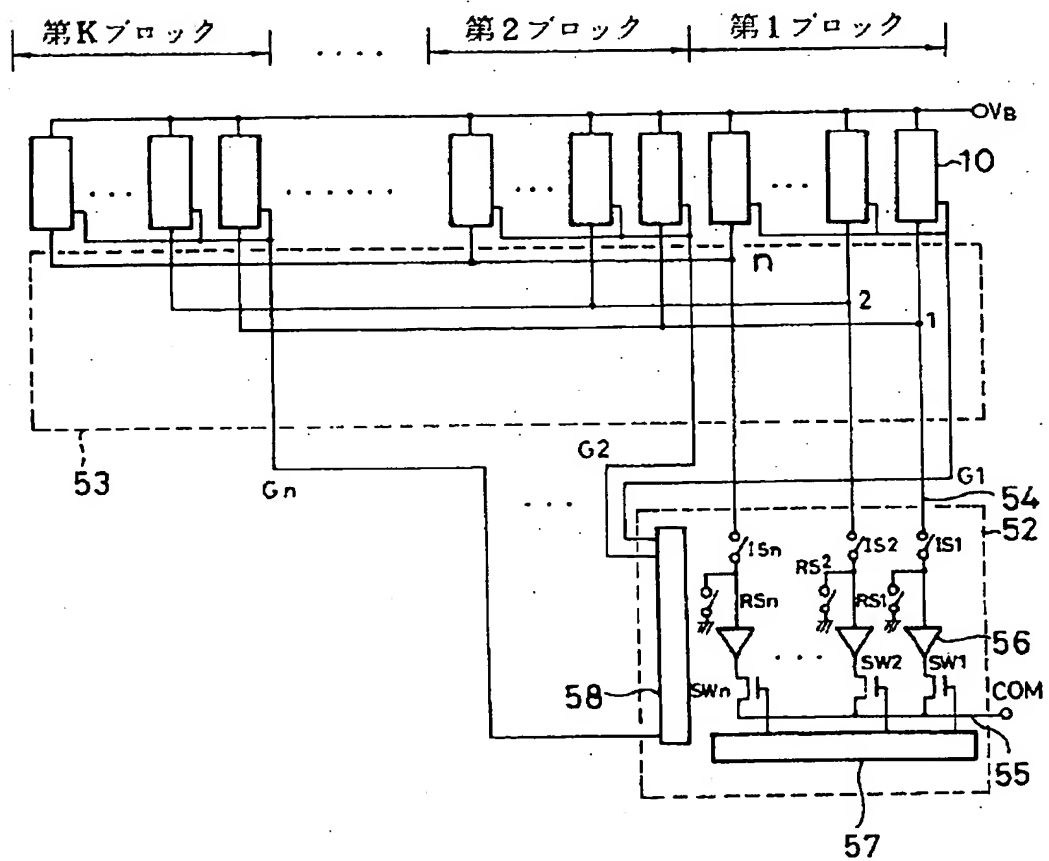 第Kブロック
・・・・
第2ブロック
第1ブロック
VB
10
・・・
・・・・・・
・・・
・・・
n
2
1
53
Gn
G2
G1
・・・
54
52
ISn
IS2
IS1
RSn
RS2
RS1
56
・・・
SWn
SW2
SW1
COM
58
55
57